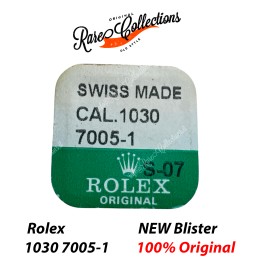 ORIGINAL
Rare Collections
OLD STYLE
SWISS MADE
CAL.1030
7005-1
S-07
ROLEX
ORIGINAL
Rolex
1030 7005-1
NEW Blister
100% Original